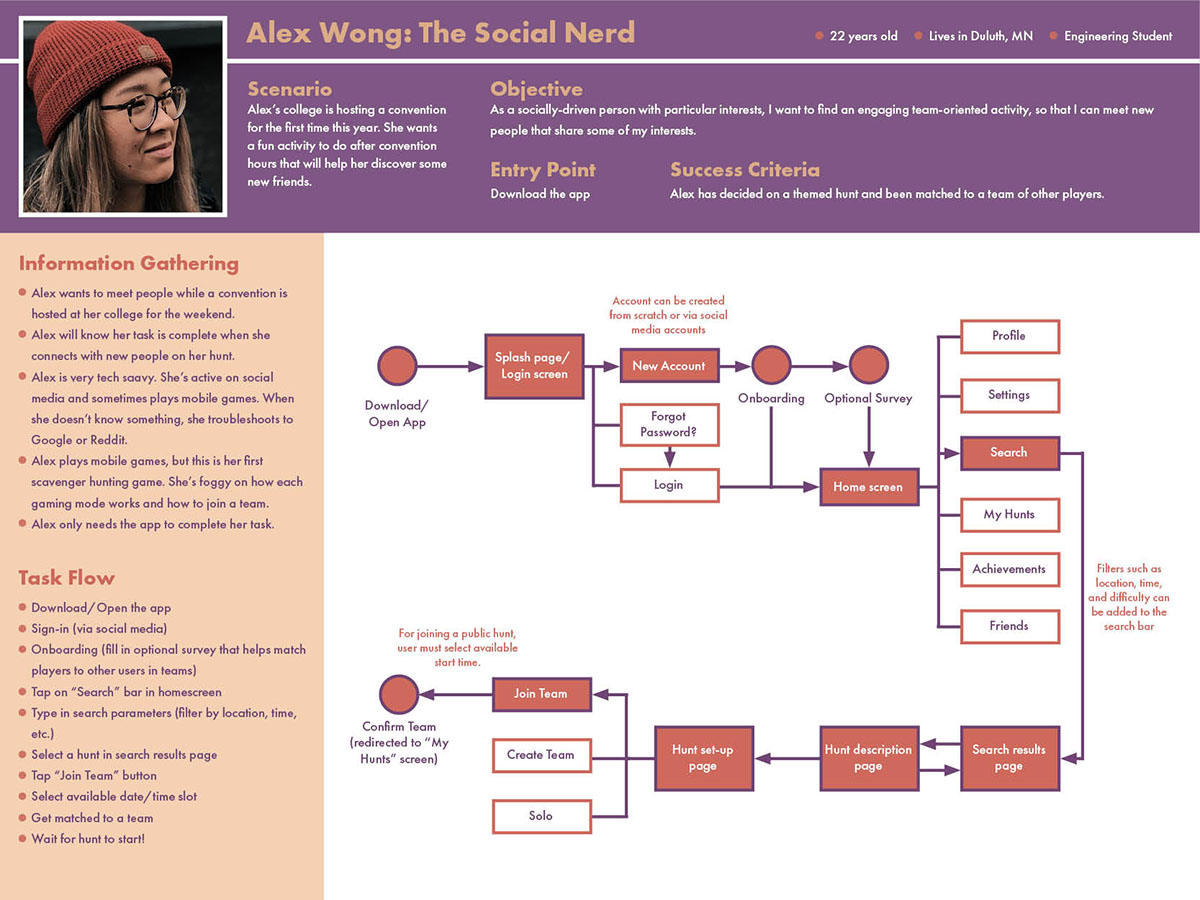 Alex Wong: The Social Nerd
22 years old
Lives in Duluth, MN
Engineering Student
Scenario
Alex's college is hosting a convention
for the first time this year. She wants
a fun activity to do after convention
hours that will help her discover some
new friends.
Objective
As a socially-driven person with particular interests, I want to find an engaging team-oriented activity, so that I can meet new
people that share some of my interests.
Entry Point
Download the app
Success Criteria
Alex has decided on a themed hunt and been matched to a team of other players.
Information Gathering
Alex wants to meet people while a convention is
hosted at her college for the weekend.
Alex will know her task is complete when she
connects with new people on her hunt.
Alex is very tech saavy. She's active on social
media and sometimes plays mobile games. When
she doesn't know something, she troubleshoots to
Google or Reddit.
Alex plays mobile games, but this is her first
scavenger hunting game. She's foggy on how each
gaming mode works and how to join a team.
Alex only needs the app to complete her task.
Task Flow
Download/Open the app
Sign-in (via social media)
Onboarding (fill in optional survey that helps match
players to other users in teams)
Tap on "Search" bar in homescreen
Type in search parameters (filter by location, time,
etc.)
Select a hunt in search results page
Tap "Join Team" button
Select available date/time slot
Get matched to a team
Wait for hunt to start!
Download/
Open App
Splash page/
Login screen
Account can be created
from scratch or via social
media accounts
New Account
Forgot
Password?
Login
Onboarding
Optional Survey
Home screen
Profile
Settings
Search
My Hunts
Achievements
Friends
Filters such as
location, time,
and difficulty can
be added to the
search bar
Search results
page
Hunt description
page
Hunt set-up
page
Join Team
Create Team
Solo
For joining a public hunt,
user must select available
start time.
Confirm Team
(redirected to "My
Hunts" screen)